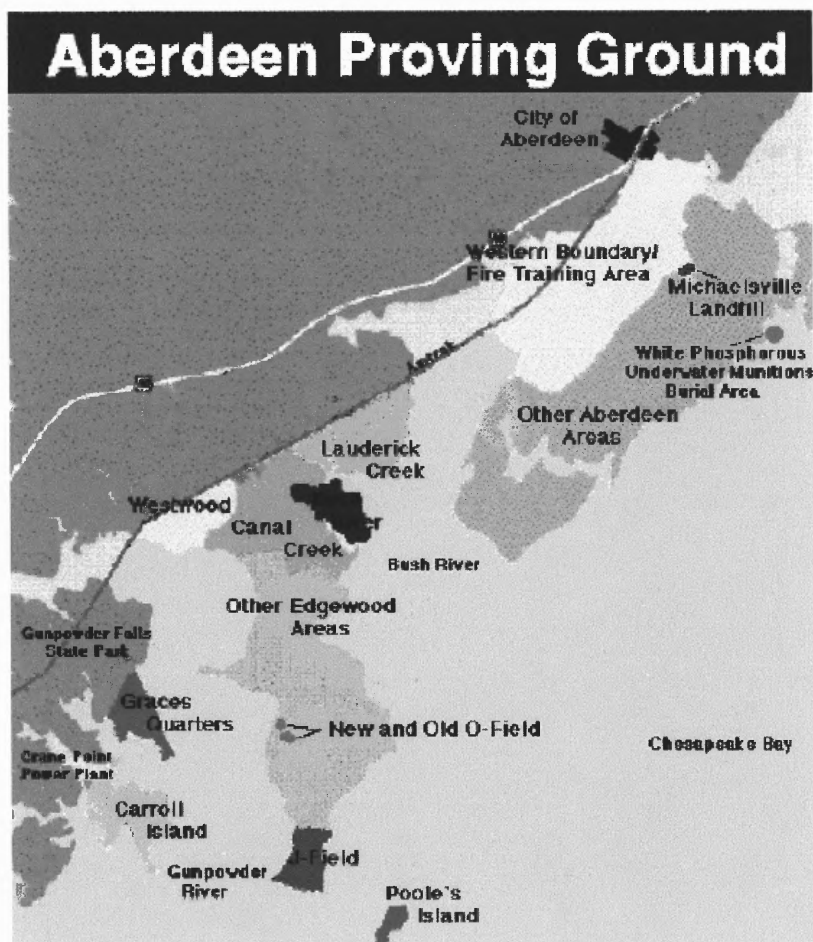 Aberdeen Proving Ground
City of
Aberdeen
Western Boundary/
Fire Training Area
Michaelsville
Landfill
White Phosphorous
Underwater Munitions
Burial Area
Amtrak
Other Aberdeen
Areas
Lauderick
Creek
Westwood
Canal
Creek
Bush River
Other Edgewood
Areas
Gunpowder Falls
State Park
Graces
Quarters
New and Old O-Field
Chesapeake Bay
Crane Point
Power Plant
Carroll
Island
-Field
Gunpowder
River
Poole's
Island